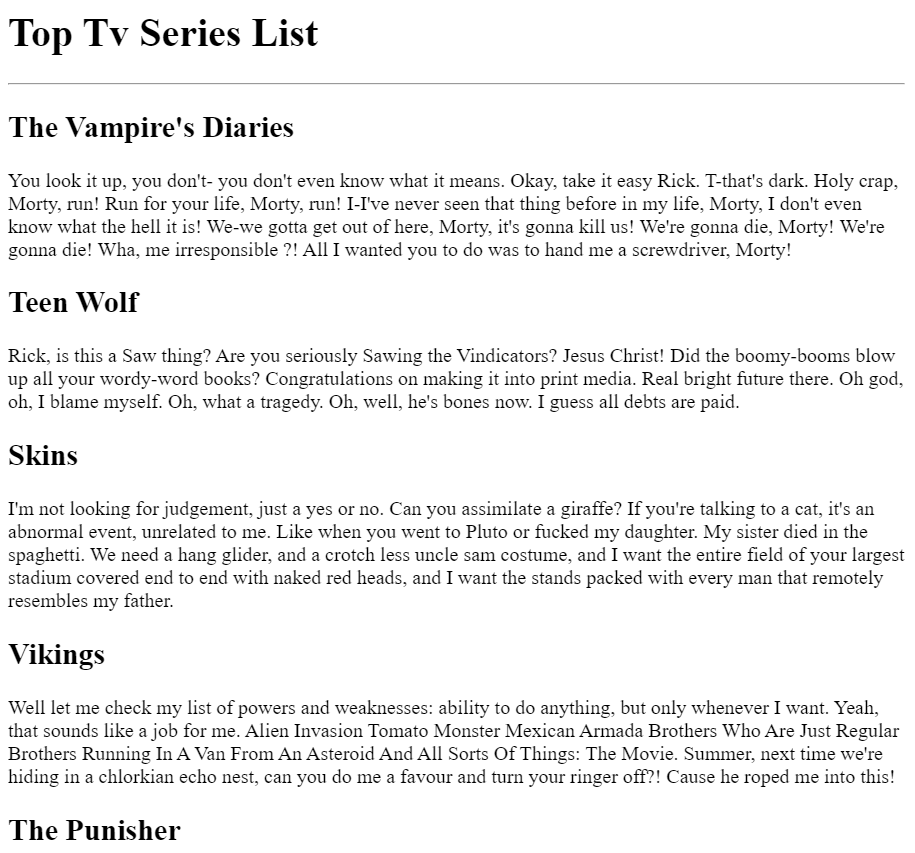 Top Tv Series List
The Vampire's Diaries
You look it up, you don't- you don't even know what it means. Okay, take it easy Rick. T-that's dark. Holy crap,
Morty, run! Run for your life, Morty, run! I-I've never seen that thing before in my life, Morty, I don't even
know what the hell it is! We-we gotta get out of here, Morty, it's gonna kill us! We're gonna die, Morty! We're
gonna die! Wha, me irresponsible ?! All I wanted you to do was to hand me a screwdriver, Morty!
Teen Wolf
Rick, is this a Saw thing? Are you seriously Sawing the Vindicators? Jesus Christ! Did the boomy-booms blow
up all your wordy-word books? Congratulations on making it into print media. Real bright future there. Oh god,
oh, I blame myself. Oh, what a tragedy. Oh, well, he's bones now. I guess all debts are paid.
Skins
I'm not looking for judgement, just a yes or no. Can you assimilate a giraffe? If you're talking to a cat, it's an
abnormal event, unrelated to me. Like when you went to Pluto or fucked my daughter. My sister died in the
spaghetti. We need a hang glider, and a crotch less uncle sam costume, and I want the entire field of your largest
stadium covered end to end with naked red heads, and I want the stands packed with every man that remotely
resembles my father.
Vikings
Well let me check my list of powers and weaknesses: ability to do anything, but only whenever I want. Yeah,
that sounds like a job for me. Alien Invasion Tomato Monster Mexican Armada Brothers Who Are Just Regular
Brothers Running In A Van From An Asteroid And All Sorts Of Things: The Movie. Summer, next time we're
hiding in a chlorkian echo nest, can you do me a favour and turn your ringer off?! Cause he roped me into this!
The Punisher